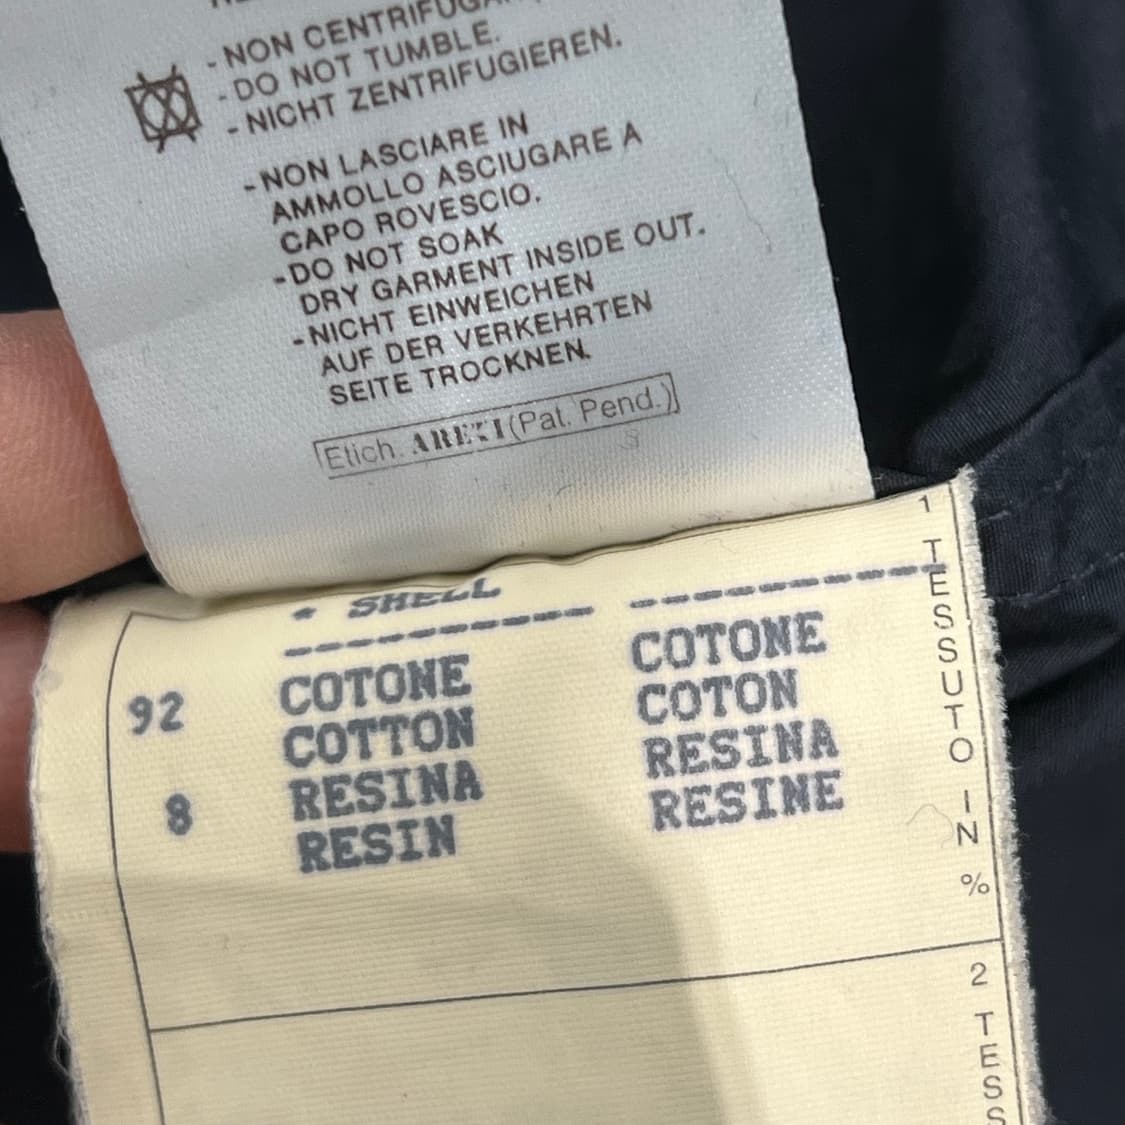 - NON
- DO NOT TUMBLE.
- NICHT ZENTRIFUGIEREN.
- NON LASCIARE IN
AMMOLLO ASCIUGARE A
CAPO ROVESCIO.
- DO NOT SOAK
DRY GARMENT INSIDE OUT.
- NICHT EINWEICHEN
AUF DER VERKEHRTEN
SEITE TROCKNEN.
Etich. (Pat. Pend.)
* SHELL
92 COTONE COTONE
COTTON COTON
8 RESINA RESINA
RESIN RESINE
1 TESSUTO IN %
2 TESS